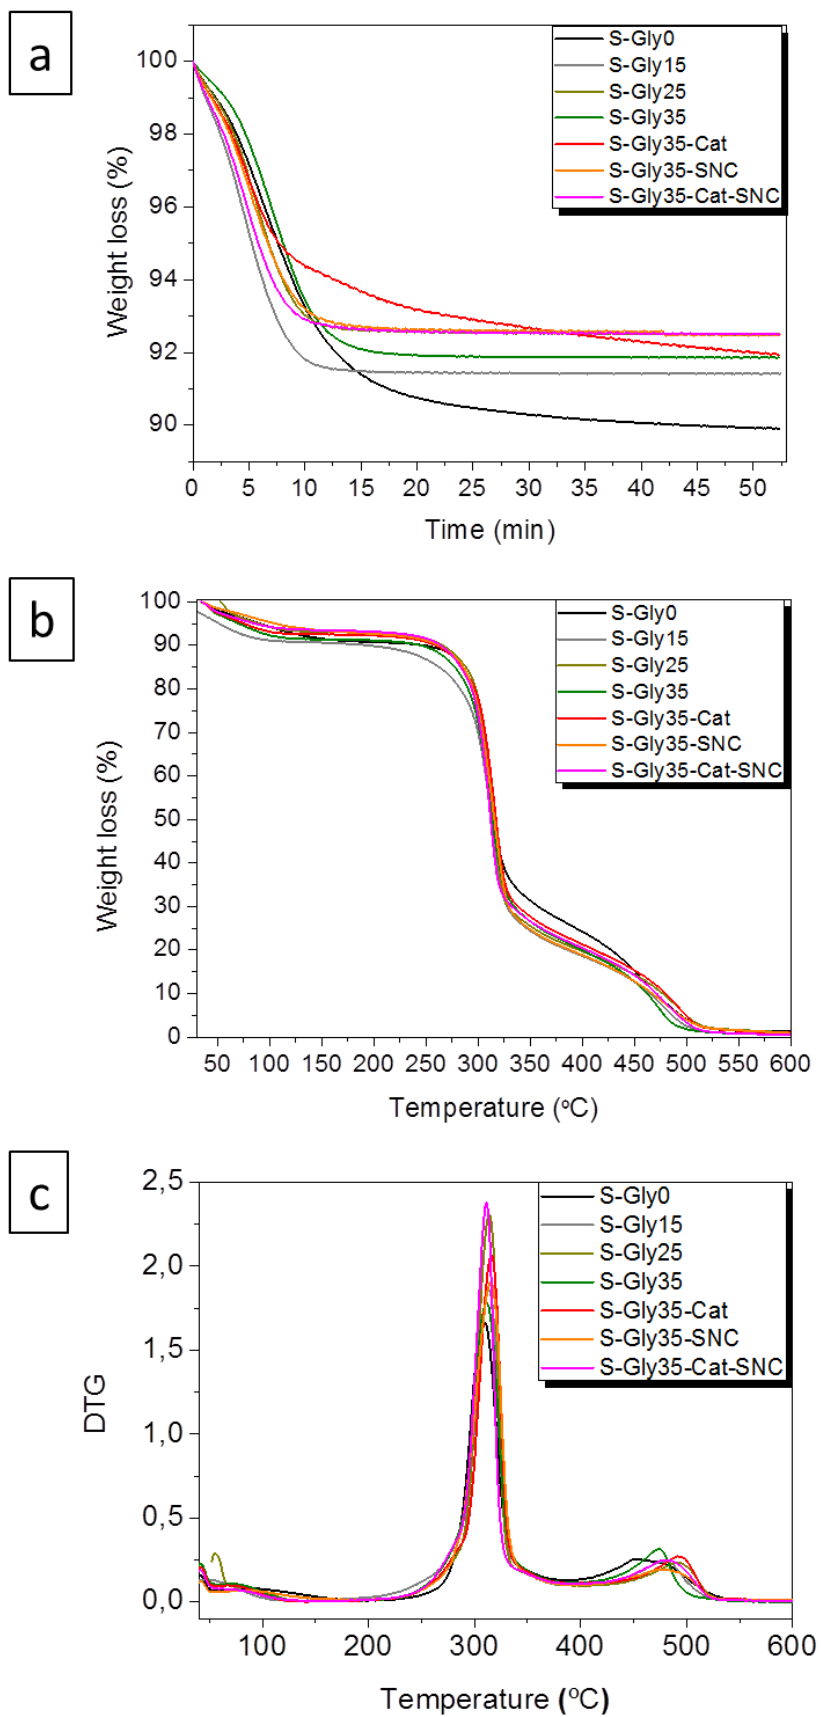 a
S-Gly0
S-Gly15
S-Gly25
S-Gly35
S-Gly35-Cat
S-Gly35-SNC
S-Gly35-Cat-SNC
100
98
96
94
92
90
Weight loss (%)
0 5 10 15 20 25 30 35 40 45 50
Time (min)
b
S-Gly0
S-Gly15
S-Gly25
S-Gly35
S-Gly35-Cat
S-Gly35-SNC
S-Gly35-Cat-SNC
100
90
80
70
60
50
40
30
20
10
0
Weight loss (%)
50 100 150 200 250 300 350 400 450 500 550 600
Temperature (°C)
c
S-Gly0
S-Gly15
S-Gly25
S-Gly35
S-Gly35-Cat
S-Gly35-SNC
S-Gly35-Cat-SNC
2,5
2,0
1,5
1,0
0,5
0,0
DTG
100 200 300 400 500 600
Temperature (°C)